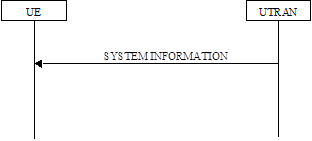 UE
UTRAN
SYSTEM INFORMATION